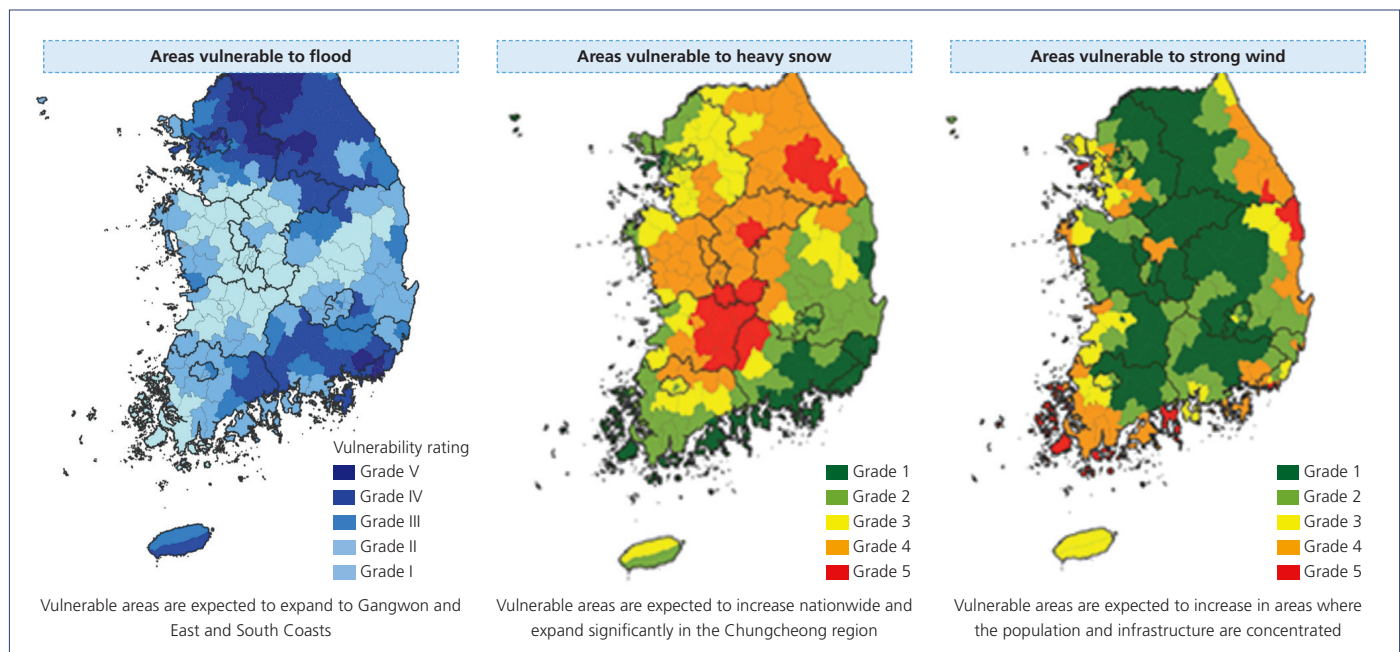 Areas vulnerable to flood
Areas vulnerable to heavy snow
Areas vulnerable to strong wind
Vulnerability rating
Grade V
Grade IV
Grade III
Grade II
Grade I
Grade 1
Grade 2
Grade 3
Grade 4
Grade 5
Grade 1
Grade 2
Grade 3
Grade 4
Grade 5
Vulnerable areas are expected to expand to Gangwon and
East and South Coasts
Vulnerable areas are expected to increase nationwide and
expand significantly in the Chungcheong region
Vulnerable areas are expected to increase in areas where
the population and infrastructure are concentrated